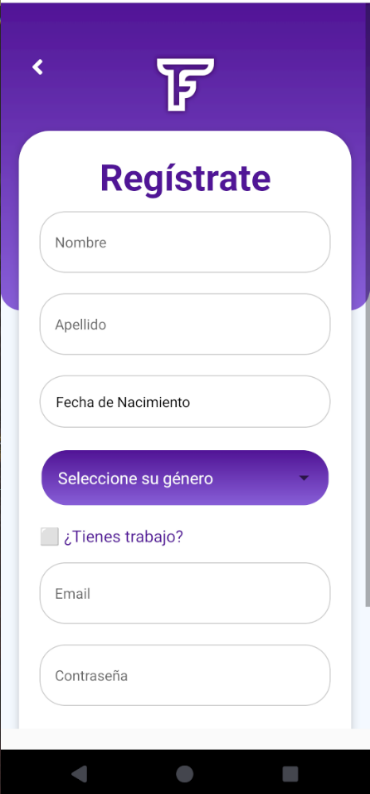 Regístrate
Nombre
Apellido
Fecha de Nacimiento
Seleccione su género
¿Tienes trabajo?
Email
Contraseña